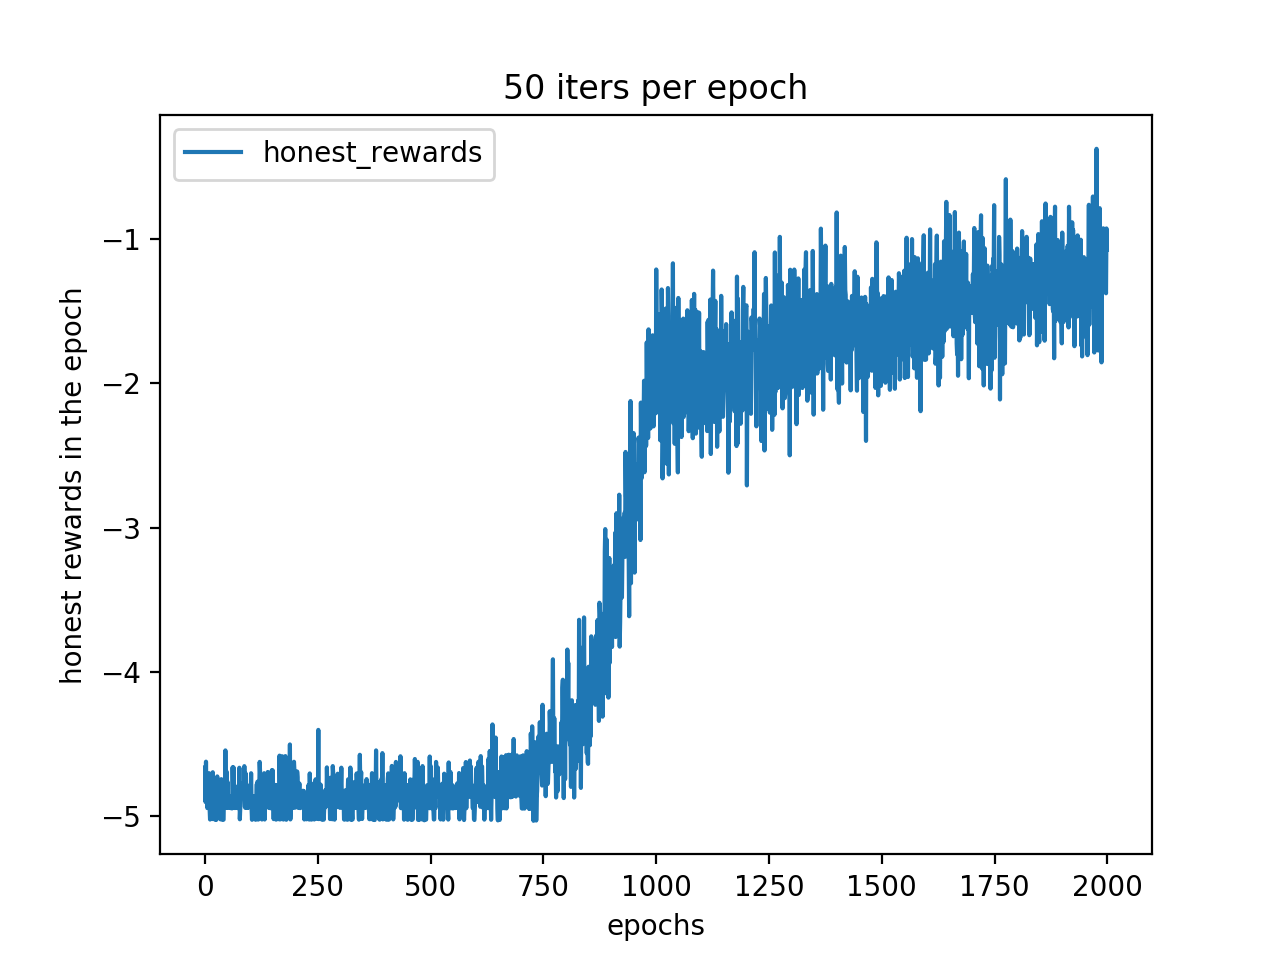 50 iters per epoch
honest_rewards
honest rewards in the epoch
−1
−2
−3
−4
−5
0 250 500 750 1000 1250 1500 1750 2000
epochs